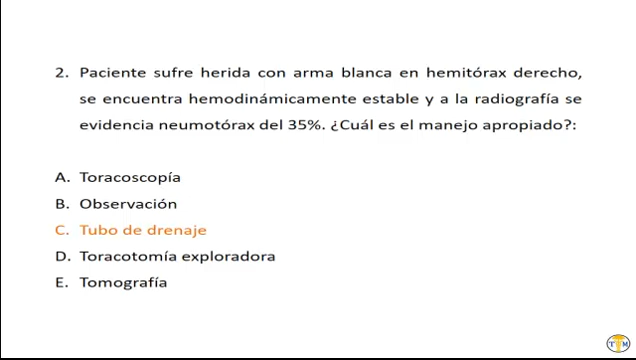 2. Paciente sufre herida con arma blanca en hemitórax derecho,
se encuentra hemodinámicamente estable y a la radiografía se
evidencia neumotórax del 35%. ¿Cuál es el manejo apropiado?:
A. Toracoscopía
B. Observación
C. Tubo de drenaje
D. Toracotomía exploradora
E. Tomografía
TTM